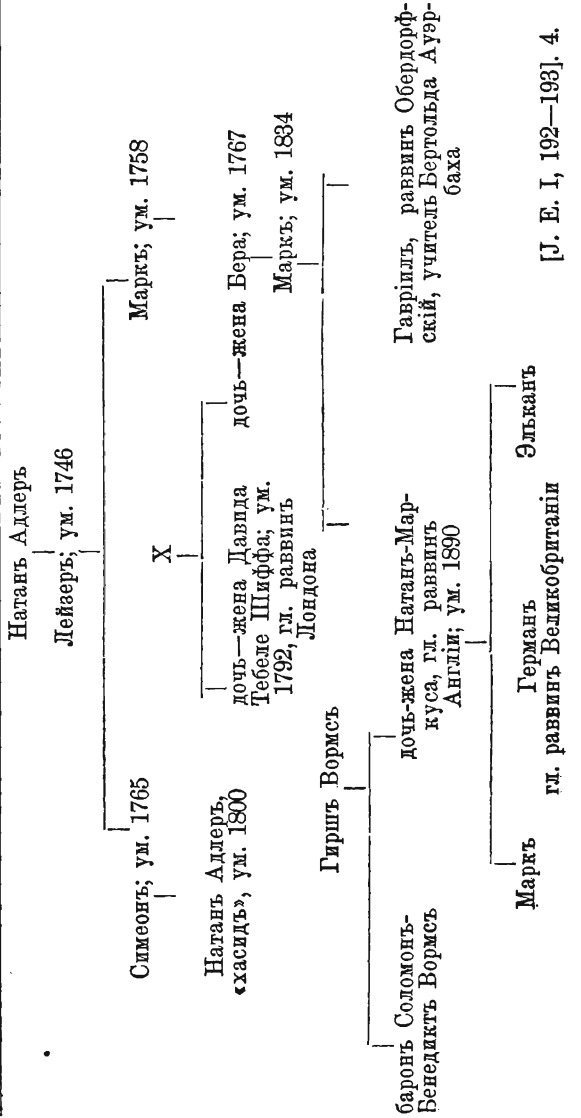 Натанъ Адлеръ
Лейзеръ; ум. 1746
Симеонъ; ум. 1765
Х
Маркъ; ум. 1758
Натанъ Адлеръ,
«хасидъ», ум. 1800
дочь—жена Давида
Тебеле Шиффа; ум.
1792, гл. раввинъ
Лондона
дочь—жена Бера; ум. 1767
Маркъ; ум. 1834
Гиршъ Вормсъ
баронъ Соломонъ-
Бенедиктъ Вормсъ
дочь-жена Натанъ-Мар-
куса, гл. раввинъ
Англіи; ум. 1890
Гавріилъ, раввинъ Обердорф-
скій, учитель Бертольда Ауэр-
баха
Маркъ
Германъ
гл. раввинъ Великобританіи
Эльканъ
[J. E. I, 192—193]. 4.